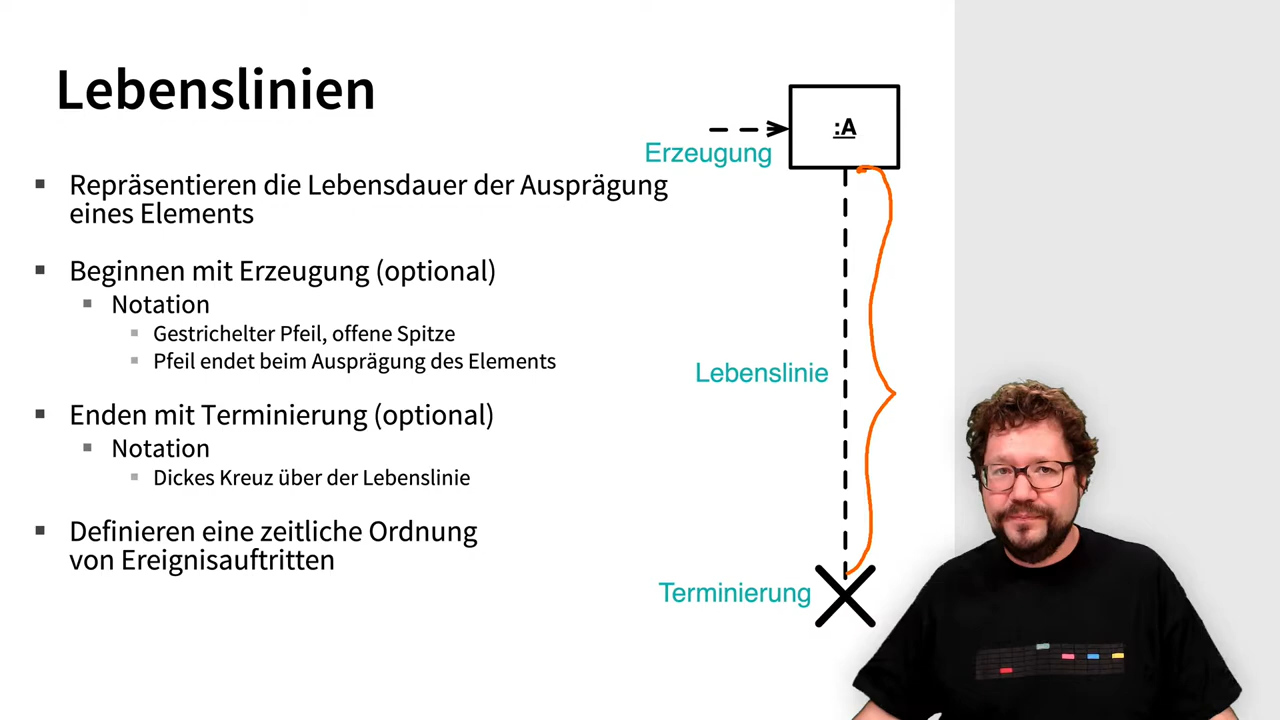 Lebenslinien
Repräsentieren die Lebensdauer der Ausprägung
eines Elements
Beginnen mit Erzeugung (optional)
Notation
Gestrichelter Pfeil, offene Spitze
Pfeil endet beim Ausprägung des Elements
Enden mit Terminierung (optional)
Notation
Dickes Kreuz über der Lebenslinie
Definieren eine zeitliche Ordnung
von Ereignisauftritten
:A
Erzeugung
Lebenslinie
Terminierung